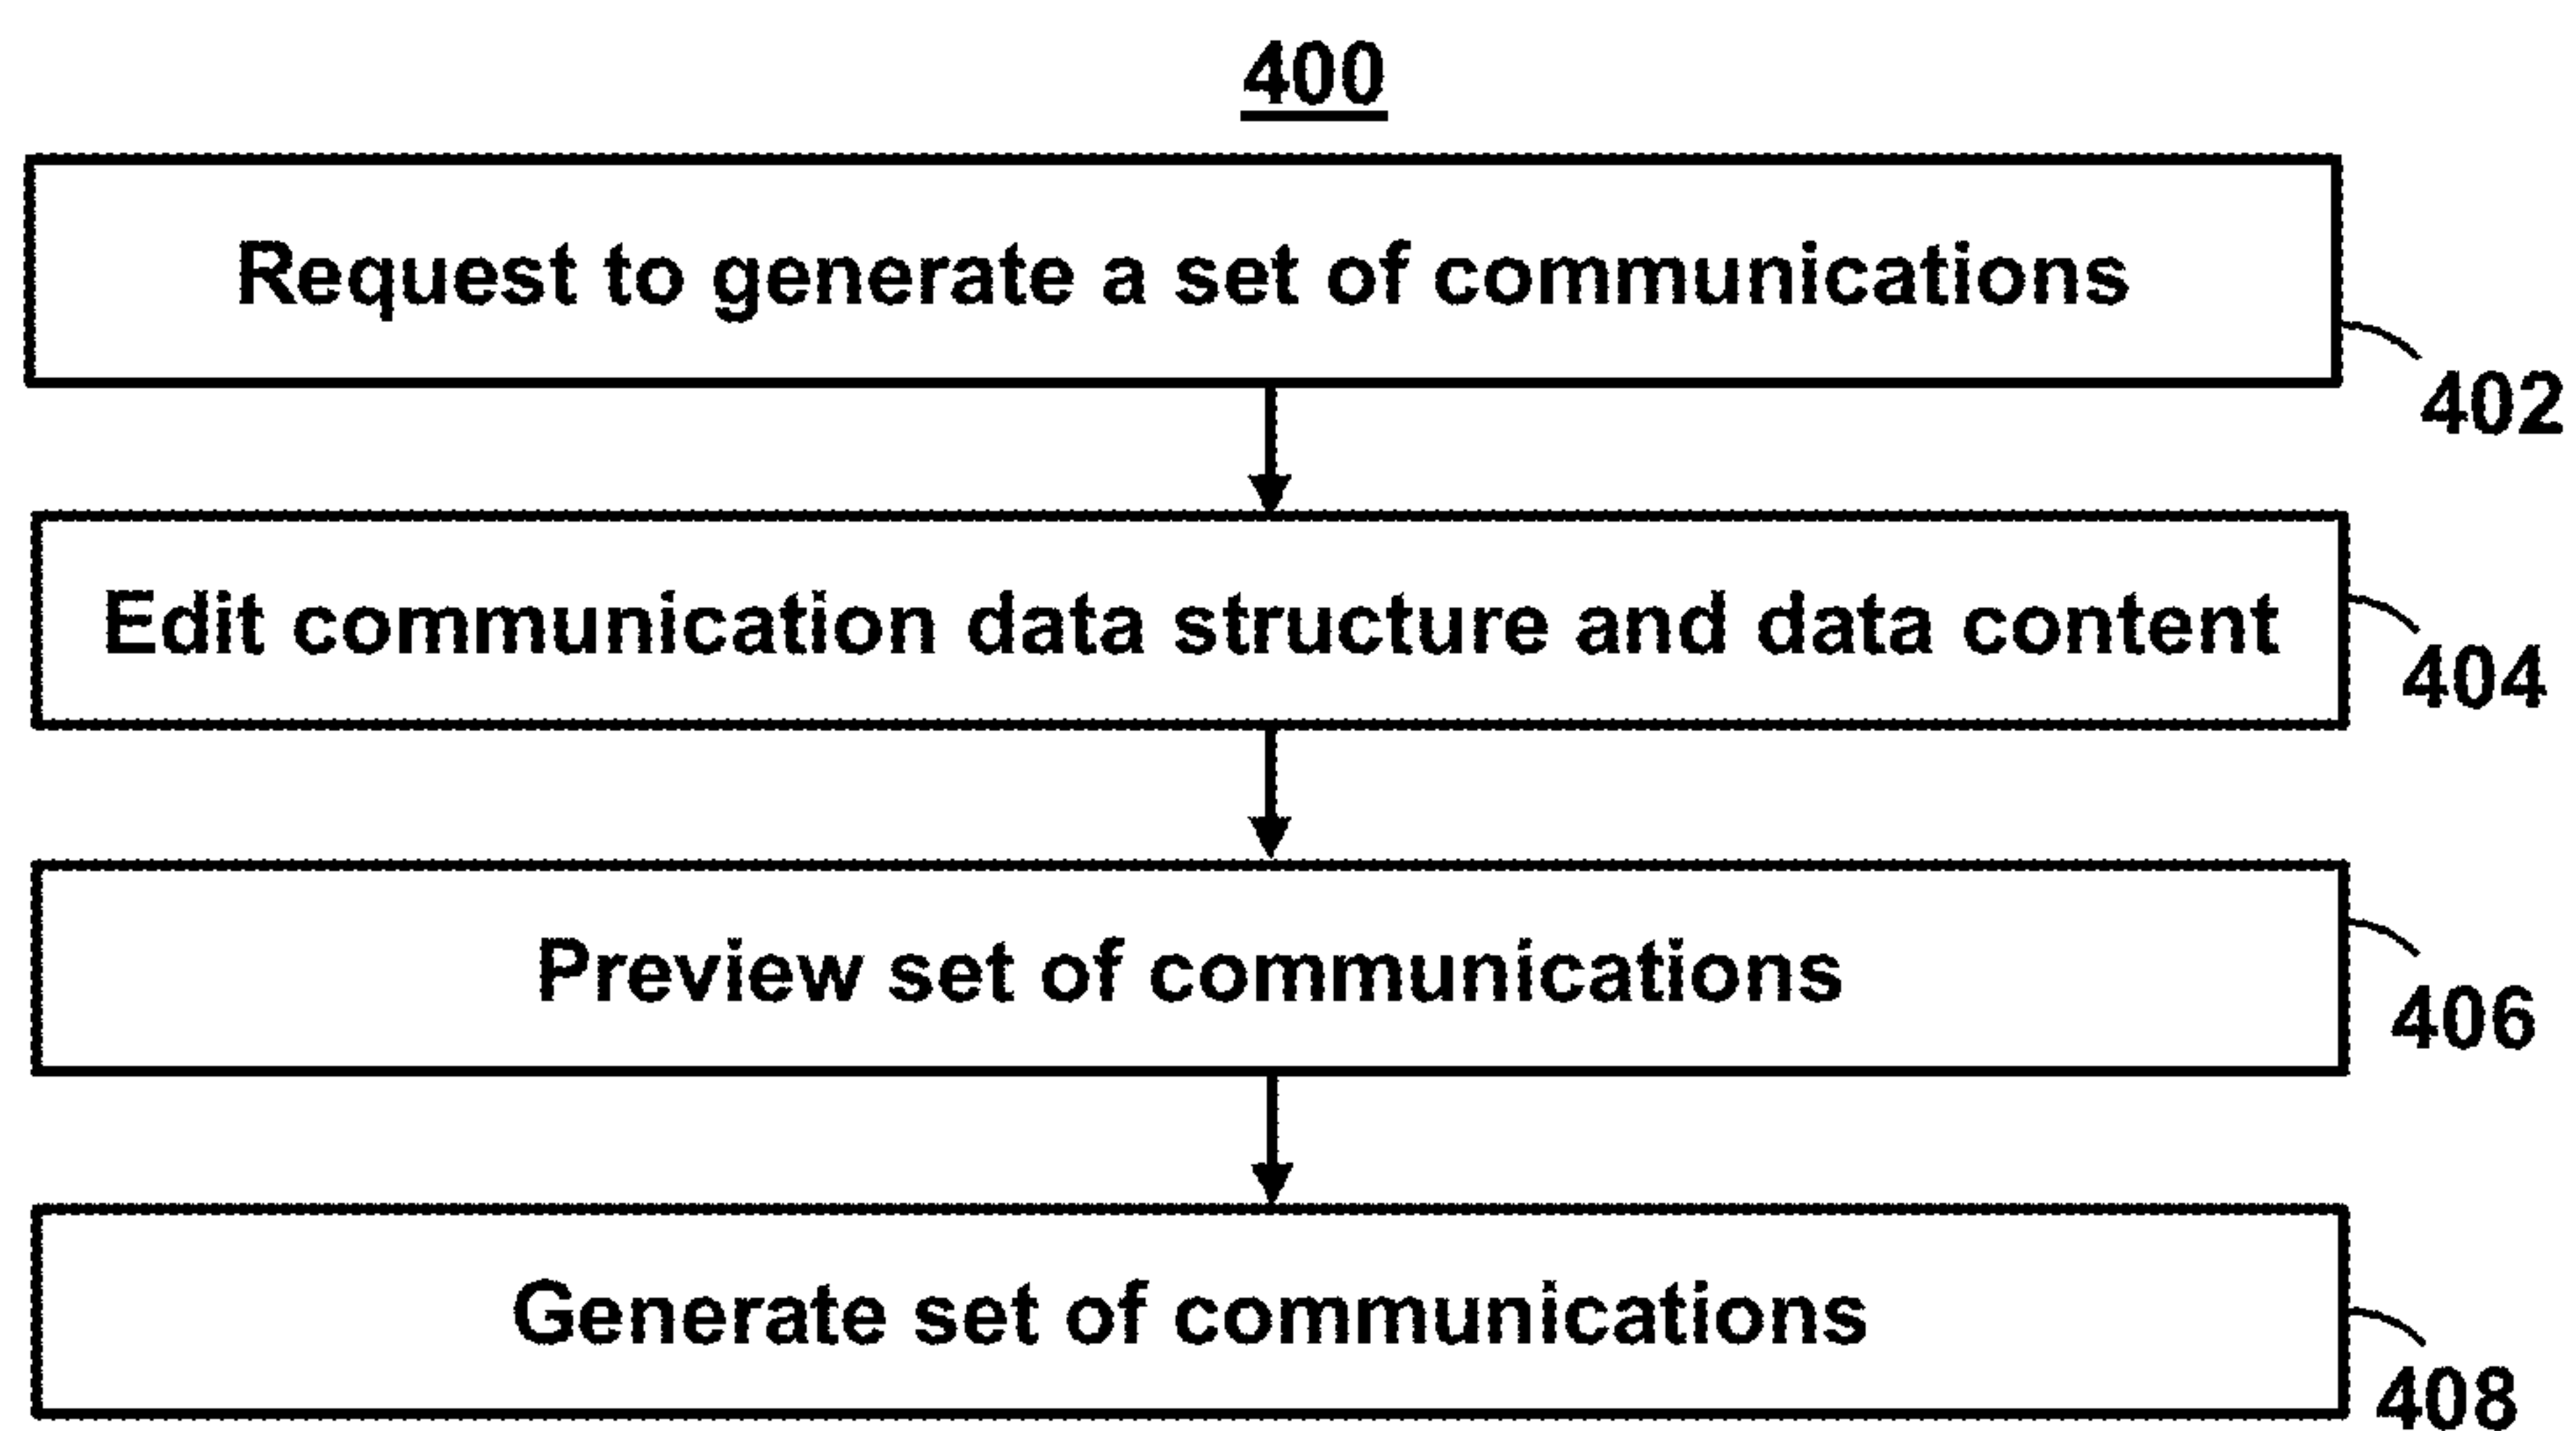 400
Request to generate a set of communications
402
Edit communication data structure and data content
404
Preview set of communications
406
Generate set of communications
408